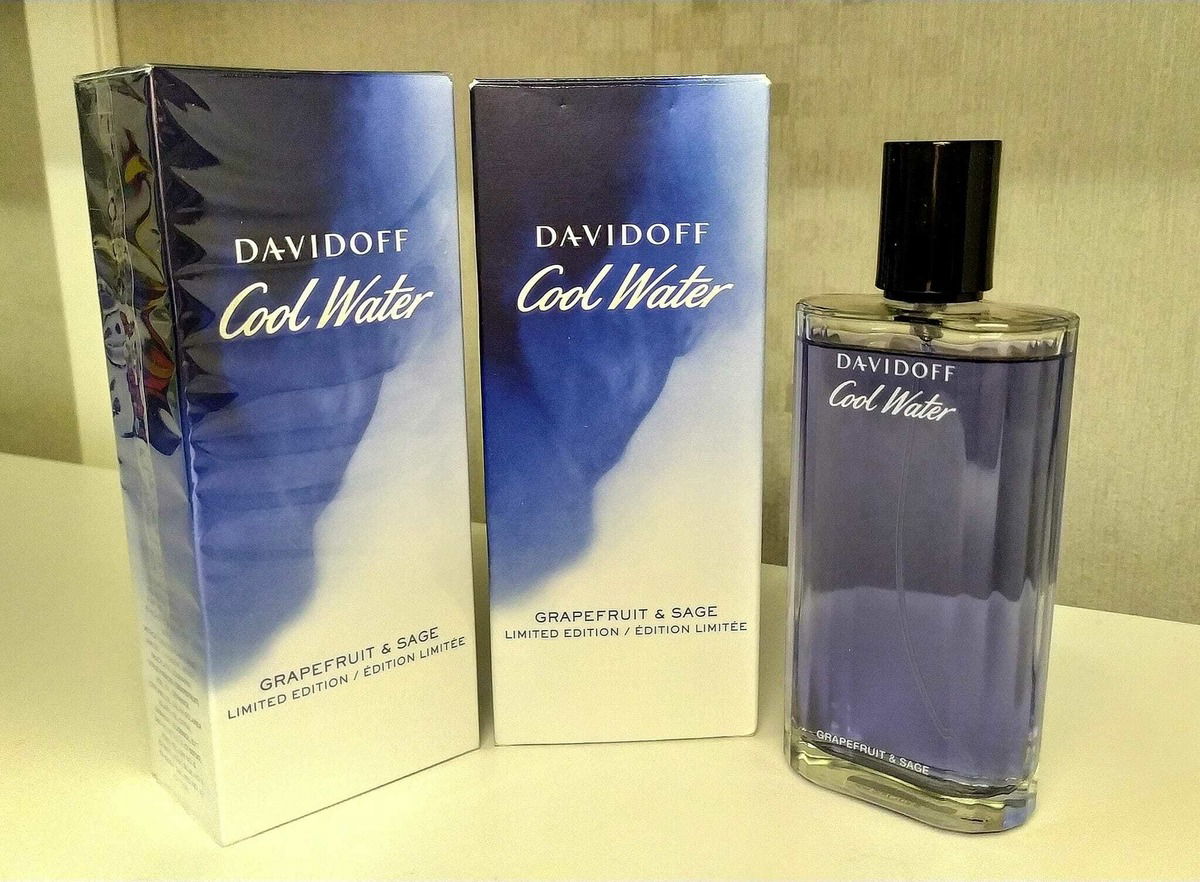 DAVIDOFF
Cool Water
GRAPEFRUIT & SAGE
LIMITED EDITION / ÉDITION LIMITÉE
DAVIDOFF
Cool Water
GRAPEFRUIT & SAGE
LIMITED EDITION / ÉDITION LIMITÉE
DAVIDOFF
Cool Water
GRAPEFRUIT & SAGE